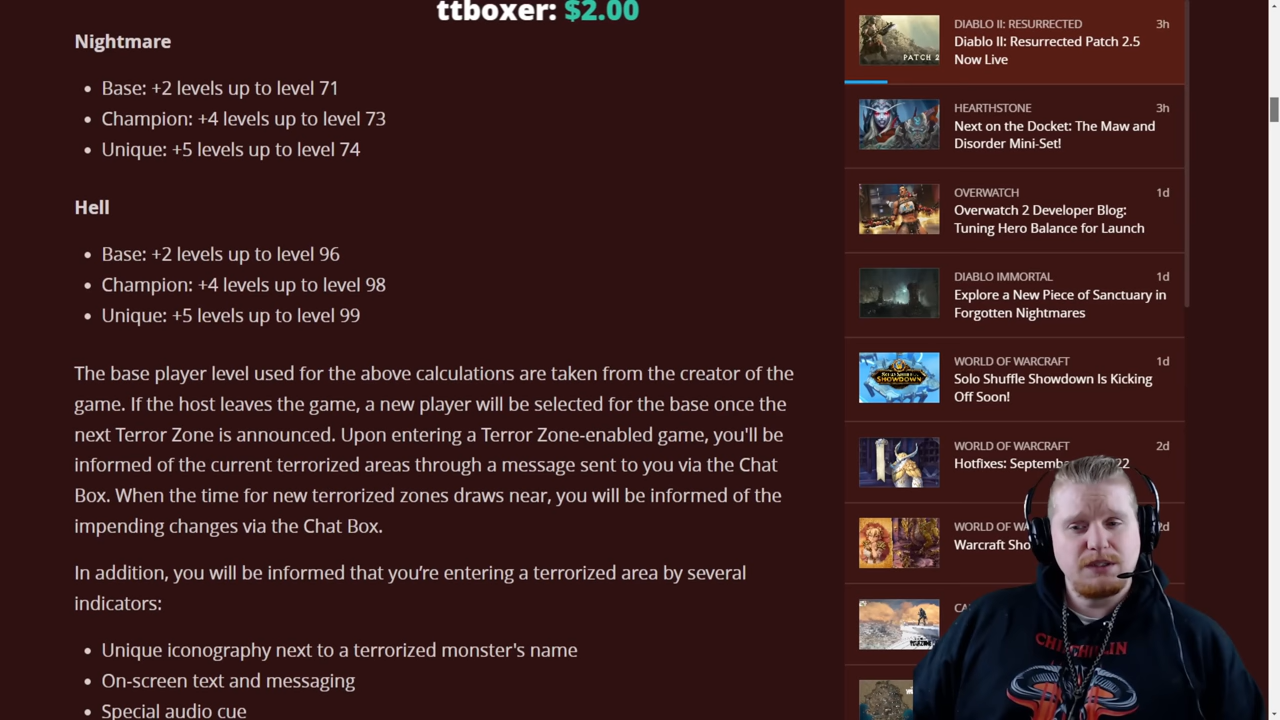 ttboxer: $2.00
Nightmare
• Base: +2 levels up to level 71
• Champion: +4 levels up to level 73
• Unique: +5 levels up to level 74
Hell
• Base: +2 levels up to level 96
• Champion: +4 levels up to level 98
• Unique: +5 levels up to level 99
The base player level used for the above calculations are taken from the creator of the
game. If the host leaves the game, a new player will be selected for the base once the
next Terror Zone is announced. Upon entering a Terror Zone-enabled game, you'll be
informed of the current terrorized areas through a message sent to you via the Chat
Box. When the time for new terrorized zones draws near, you will be informed of the
impending changes via the Chat Box.
In addition, you will be informed that you’re entering a terrorized area by several
indicators:
• Unique iconography next to a terrorized monster's name
• On-screen text and messaging
• Special audio cue
PATCH 2
DIABLO II: RESURRECTED 3h
Diablo II: Resurrected Patch 2.5
Now Live
HEARTHSTONE 3h
Next on the Docket: The Maw and
Disorder Mini-Set!
OVERWATCH 1d
Overwatch 2 Developer Blog:
Tuning Hero Balance for Launch
DIABLO IMMORTAL 1d
Explore a New Piece of Sanctuary in
Forgotten Nightmares
SHOWDOWN
WORLD OF WARCRAFT 1d
Solo Shuffle Showdown Is Kicking
Off Soon!
WORLD OF WARCRAFT 2d
Hotfixes: Septemb 22
WORLD OF WA 2d
Warcraft Sho
CA